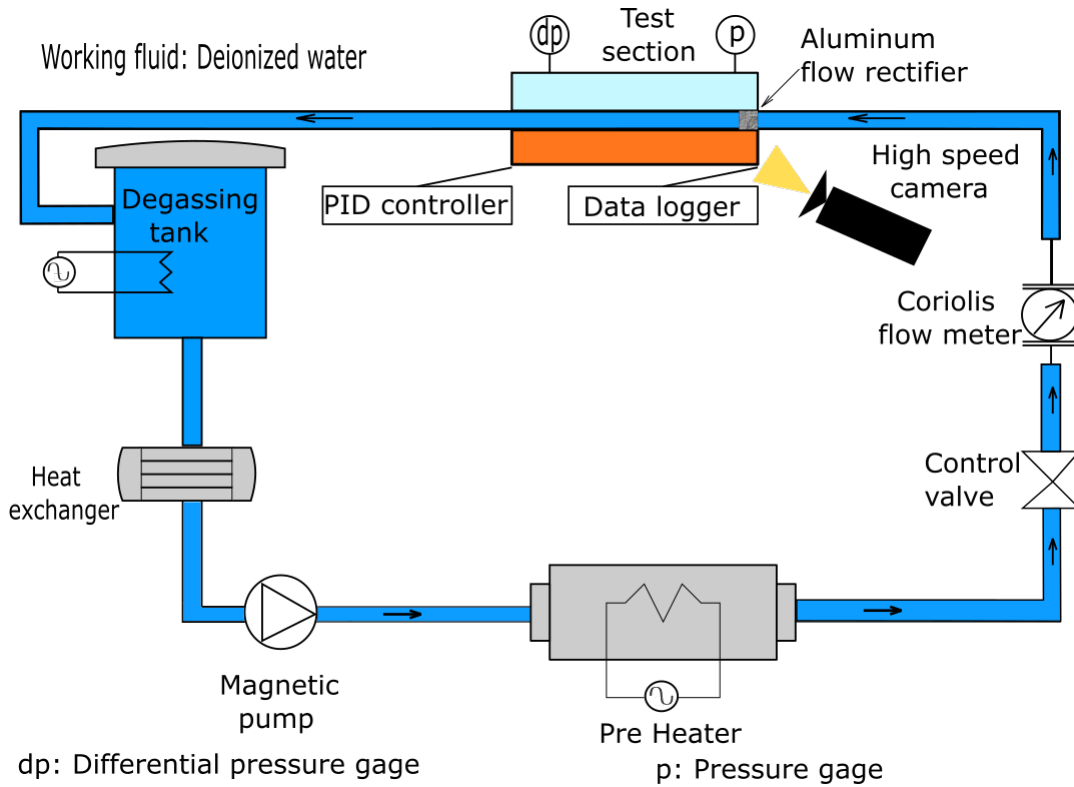 Working fluid: Deionized water
dp
Test
section
p
Aluminum
flow rectifier
High speed
camera
Degassing
tank
PID controller
Data logger
Coriolis
flow meter
Heat
exchanger
Control
valve
Magnetic
pump
Pre Heater
dp: Differential pressure gage
p: Pressure gage